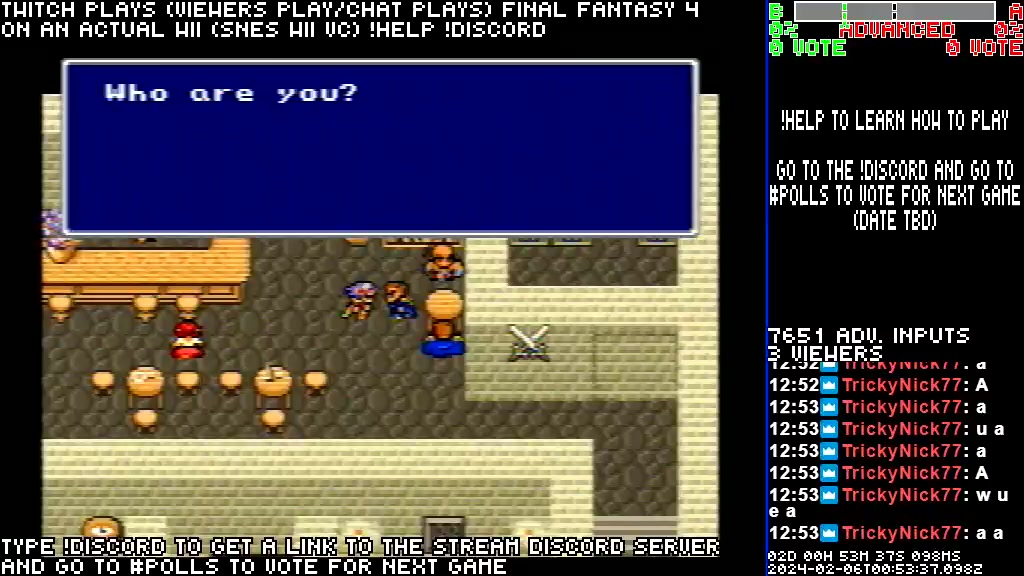 TWITCH PLAYS (VIEWERS PLAY/CHAT PLAYS) FINAL FANTASY 4
ON AN ACTUAL WII (SNES WII VC) !HELP !DISCORD
Who are you?
TYPE !DISCORD TO GET A LINK TO THE STREAM DISCORD SERVER
AND GO TO #POLLS TO VOTE FOR NEXT GAME
B A
0% ADVANCED 0%
0 VOTE 0 VOTE
!HELP TO LEARN HOW TO PLAY
GO TO THE !DISCORD AND GO TO
#POLLS TO VOTE FOR NEXT GAME
(DATE TBD)
7651 ADV. INPUTS
3 VIEWERS
12:52 TrickyNick77: a
12:52 TrickyNick77: A
12:53 TrickyNick77: a
12:53 TrickyNick77: u a
12:53 TrickyNick77: a
12:53 TrickyNick77: A
12:53 TrickyNick77: w u
e a
12:53 TrickyNick77: a a
02D 00H 53M 37S 098MS
2024-02-06T00:53:37.098Z